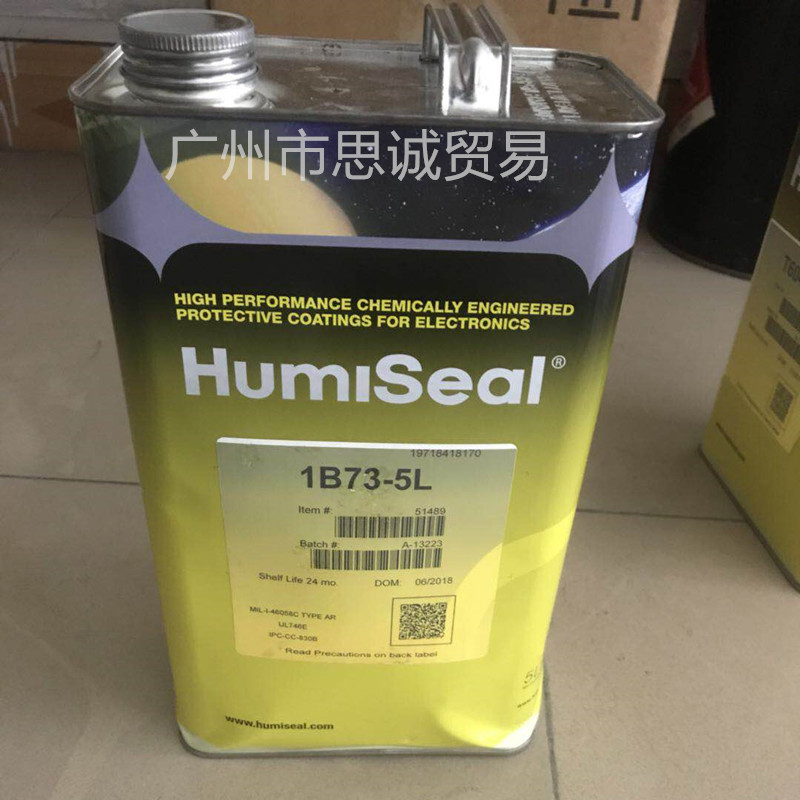 广州市思诚贸易
HIGH PERFORMANCE CHEMICALLY ENGINEERED
PROTECTIVE COATINGS FOR ELECTRONICS
HumiSeal®
19718418170
1B73-5L
Item #: 51489
Batch #: A-13223
Shelf Life 24 mo. DOM: 06/2018
MIL-I-46058C TYPE AR
UL746E
IPC-CC-830B
Read Precautions on back label
www.humiseal.com